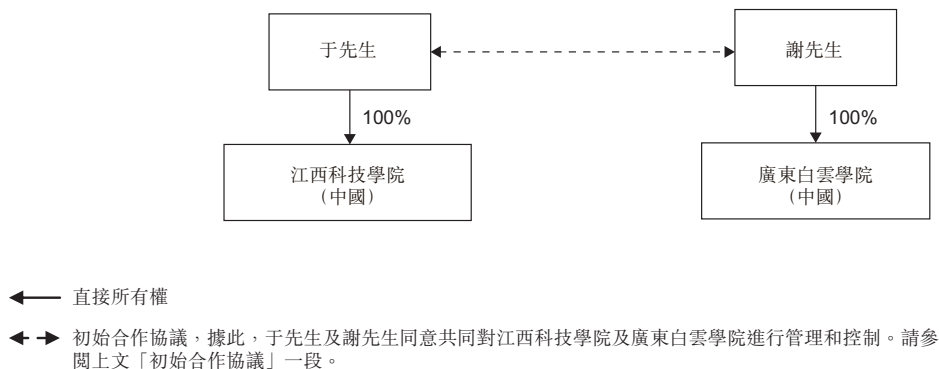 于先生
謝先生
100%
100%
江西科技學院
（中國）
廣東白雲學院
（中國）
直接所有權
初始合作協議，據此，于先生及謝先生同意共同對江西科技學院及廣東白雲學院進行管理和控制。請參
閱上文「初始合作協議」一段。